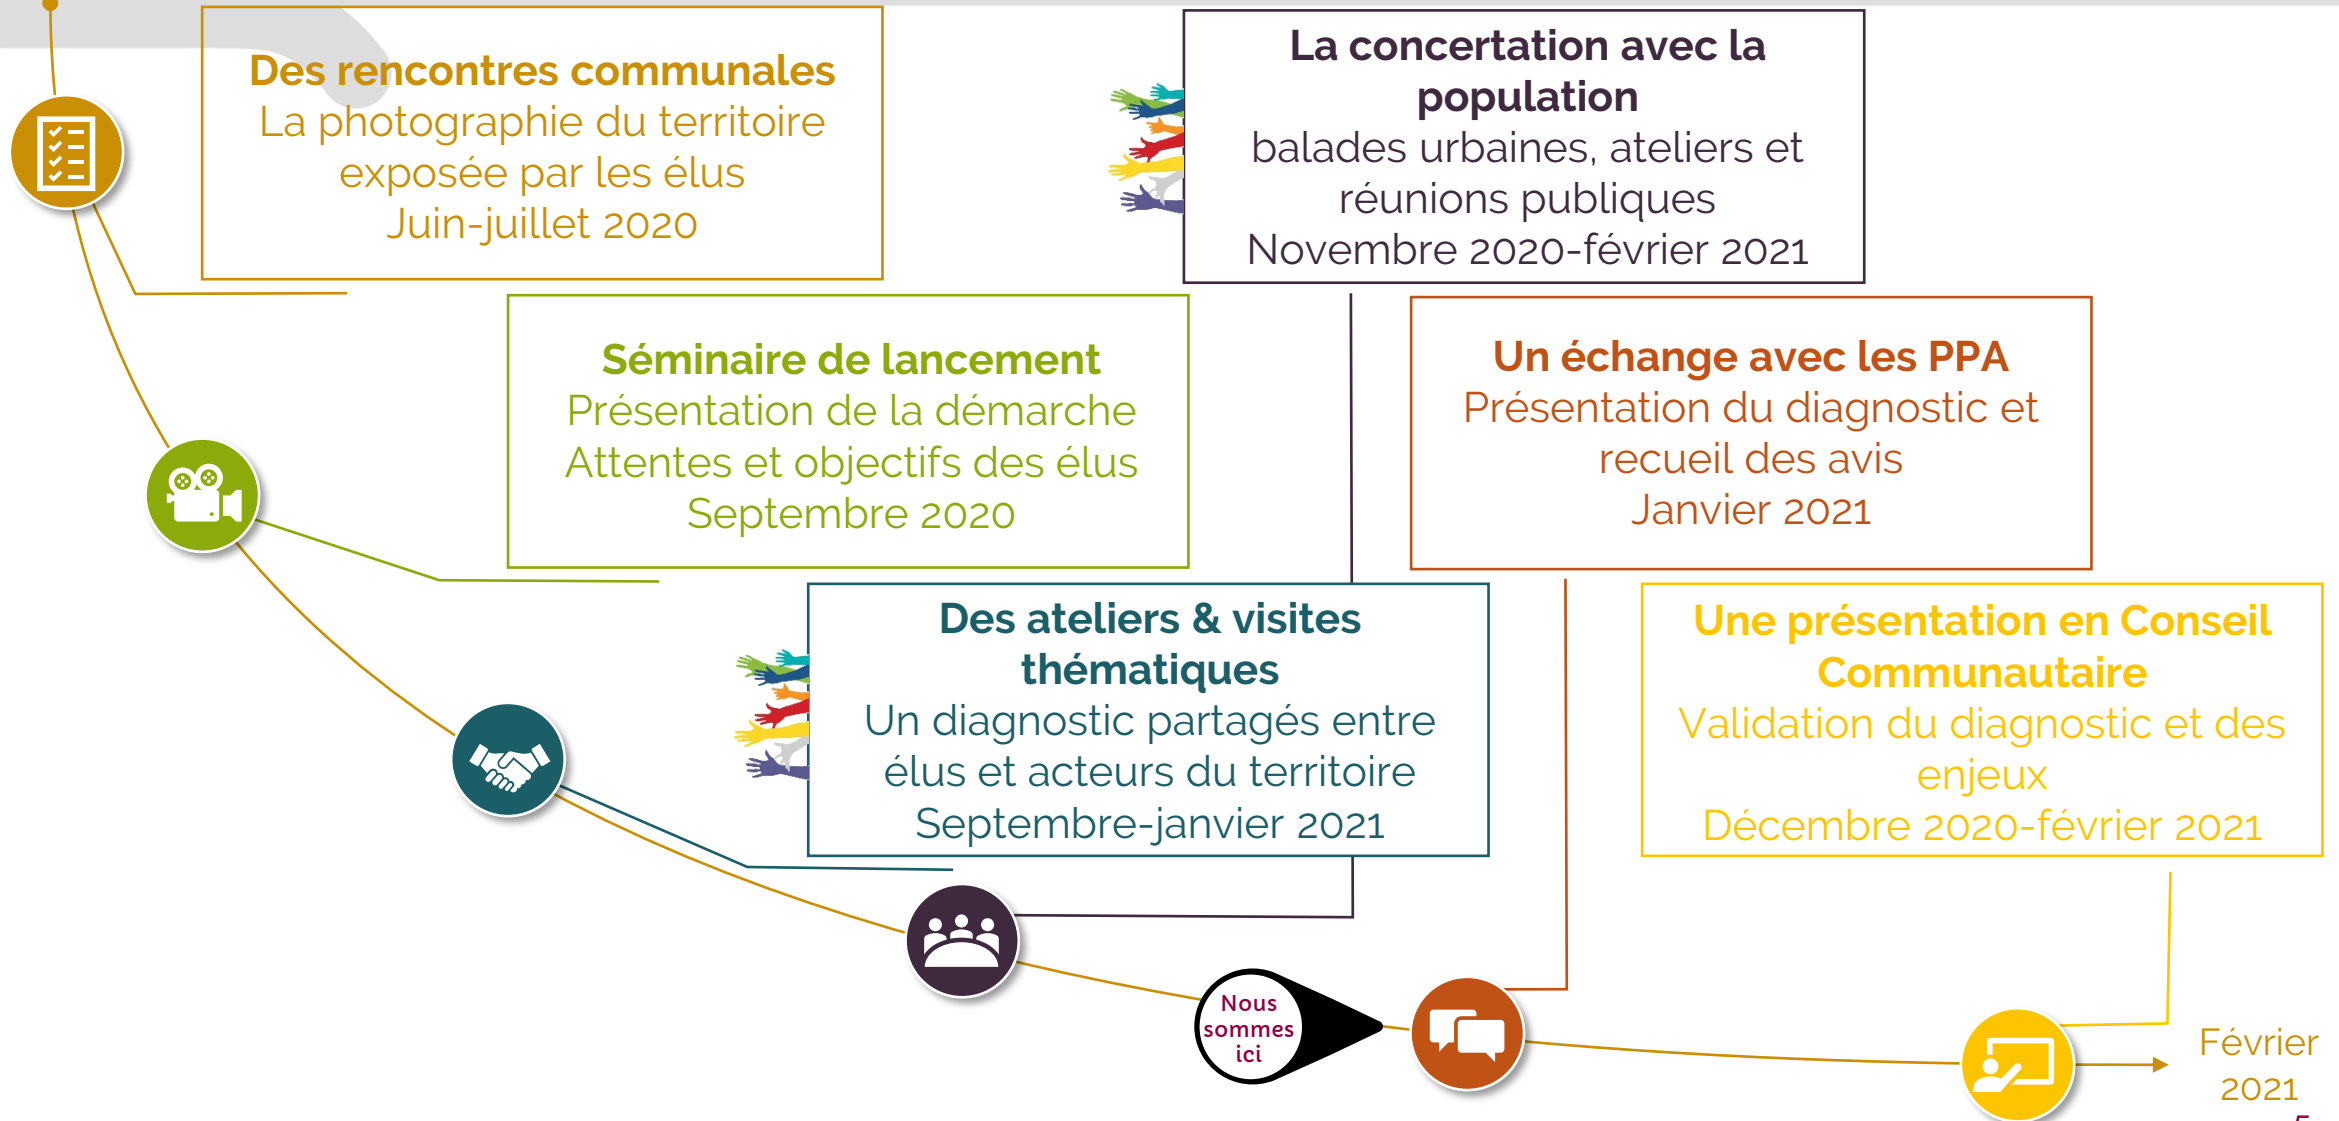 Des rencontres communales
La photographie du territoire
exposée par les élus
Juin-juillet 2020
La concertation avec la
population
balades urbaines, ateliers et
réunions publiques
Novembre 2020-février 2021
Séminaire de lancement
Présentation de la démarche
Attentes et objectifs des élus
Septembre 2020
Un échange avec les PPA
Présentation du diagnostic et
recueil des avis
Janvier 2021
Des ateliers & visites
thématiques
Un diagnostic partagés entre
élus et acteurs du territoire
Septembre-janvier 2021
Une présentation en Conseil
Communautaire
Validation du diagnostic et des
enjeux
Décembre 2020-février 2021
Nous
sommes
ici
Février
2021